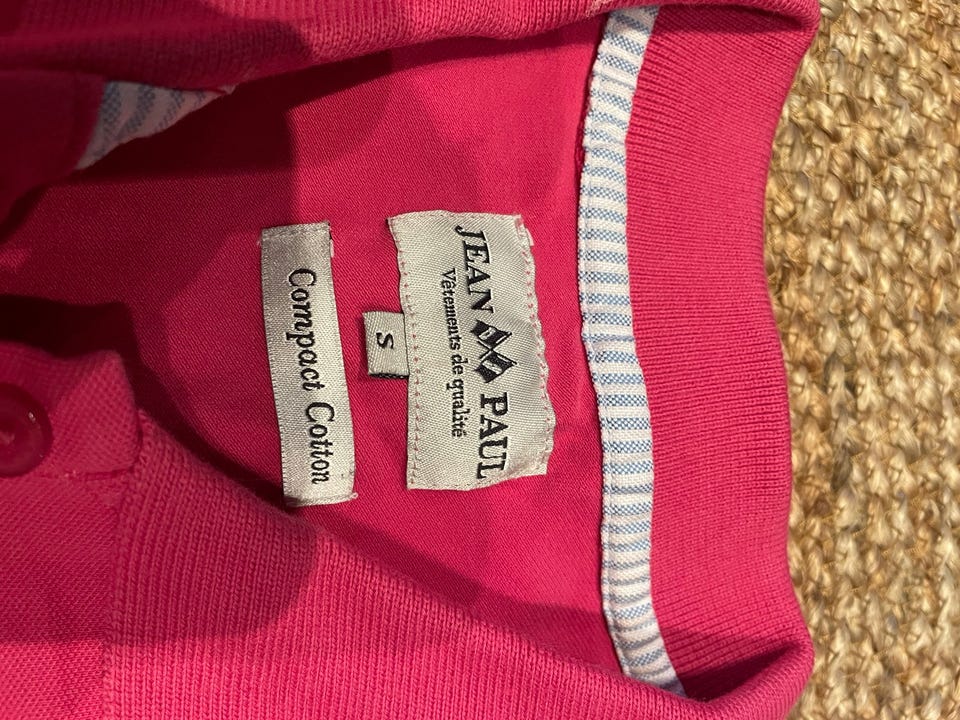 JEAN PAUL
Vêtements de qualité
S
Compact Cotton